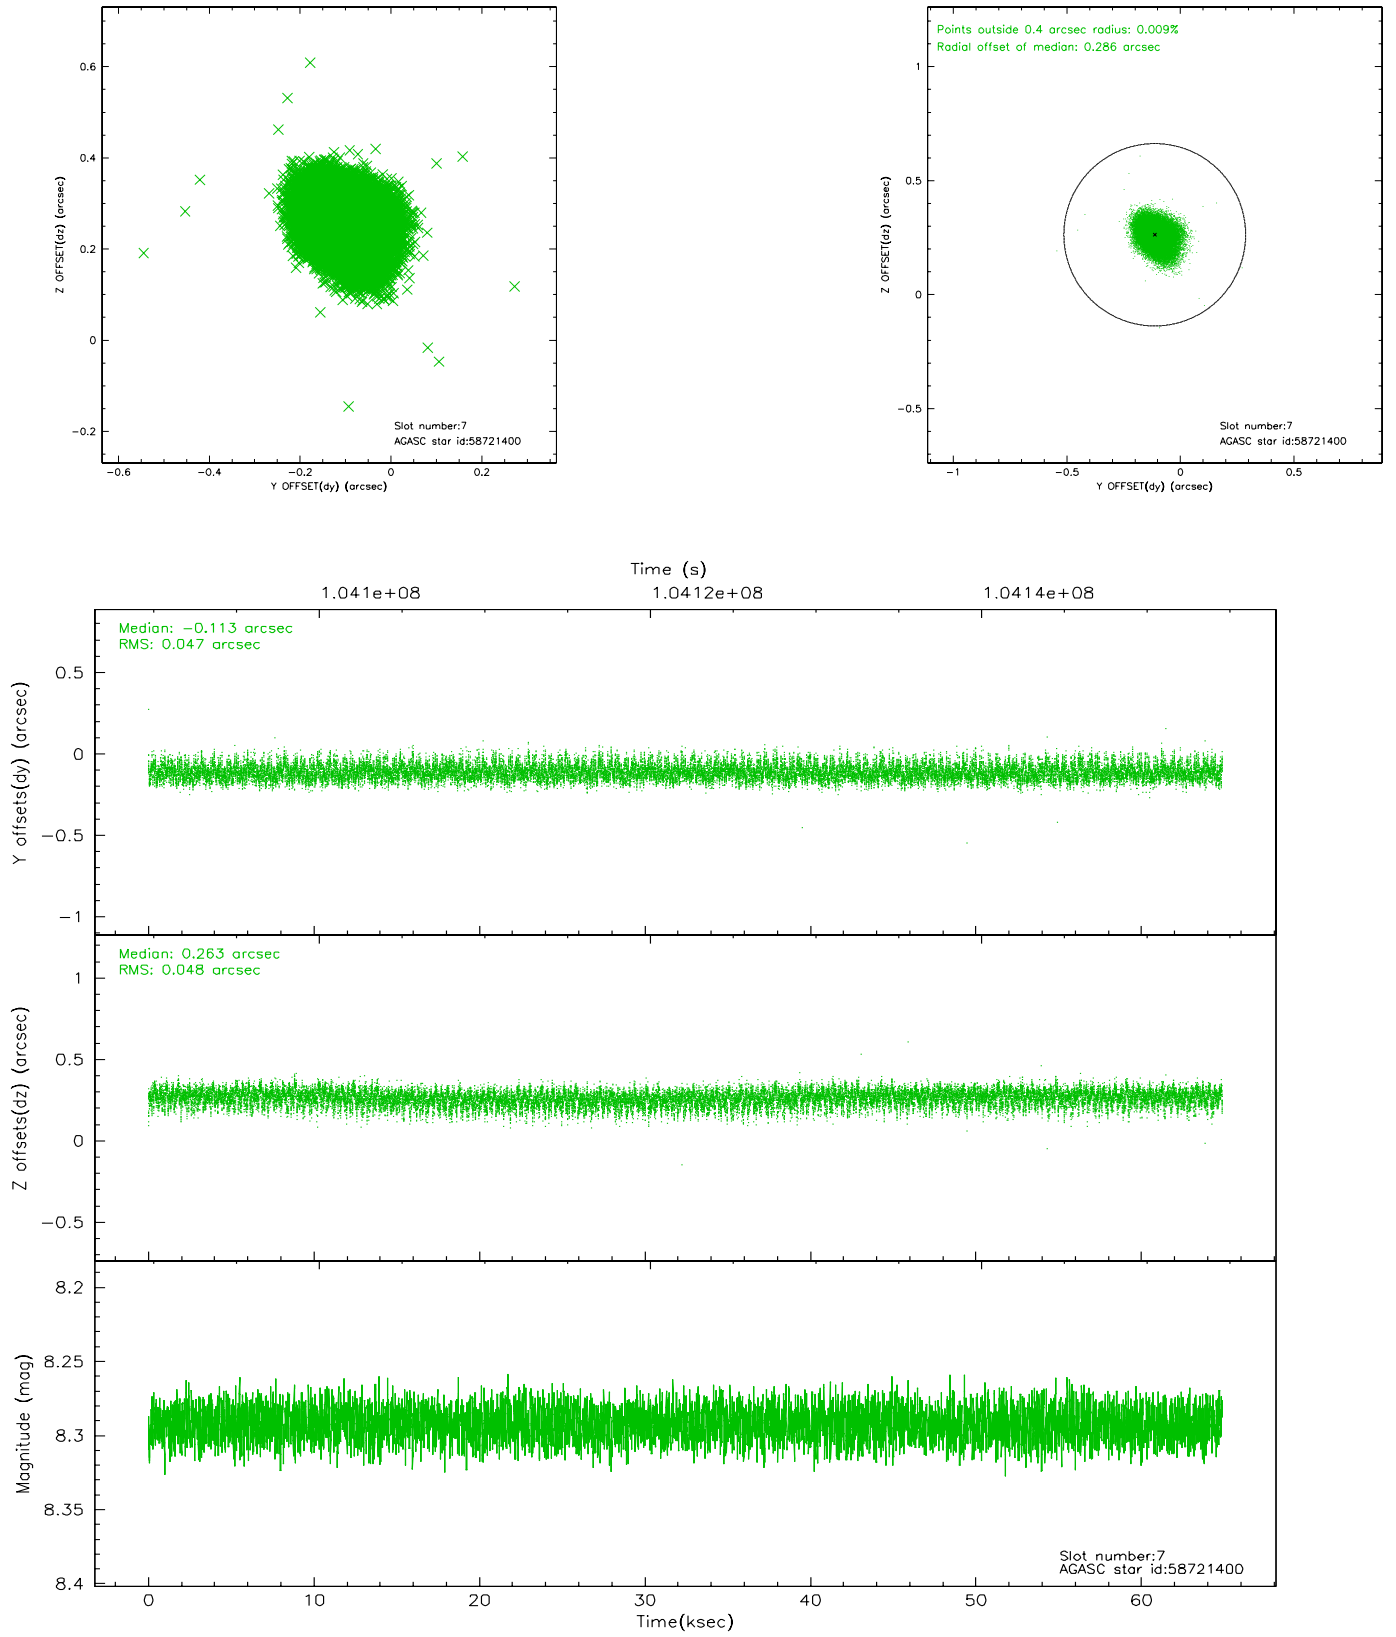 0.6
0.4
0.2
0
−0.2
Z OFFSET(dz) (arcsec)
Slot number:7
AGASC star id:58721400
−0.6 −0.4 −0.2 0 0.2
Y OFFSET(dy) (arcsec)
Points outside 0.4 arcsec radius: 0.009%
Radial offset of median: 0.286 arcsec
1
0.5
0
−0.5
Z OFFSET(dz) (arcsec)
Slot number:7
AGASC star id:58721400
−1 −0.5 0 0.5
Y OFFSET(dy) (arcsec)
Time (s)
1.041e+08 1.0412e+08 1.0414e+08
Median: −0.113 arcsec
RMS: 0.047 arcsec
0.5
0
−0.5
−1
Y offsets(dy) (arcsec)
Median: 0.263 arcsec
RMS: 0.048 arcsec
1
0.5
0
−0.5
Z offsets(dz) (arcsec)
8.2
8.25
8.3
8.35
8.4
Magnitude (mag)
Slot number:7
AGASC star id:58721400
0 10 20 30 40 50 60
Time(ksec)